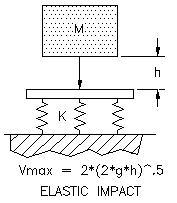 M
h
K
Vmax = 2*(2*g*h)^.5
ELASTIC IMPACT